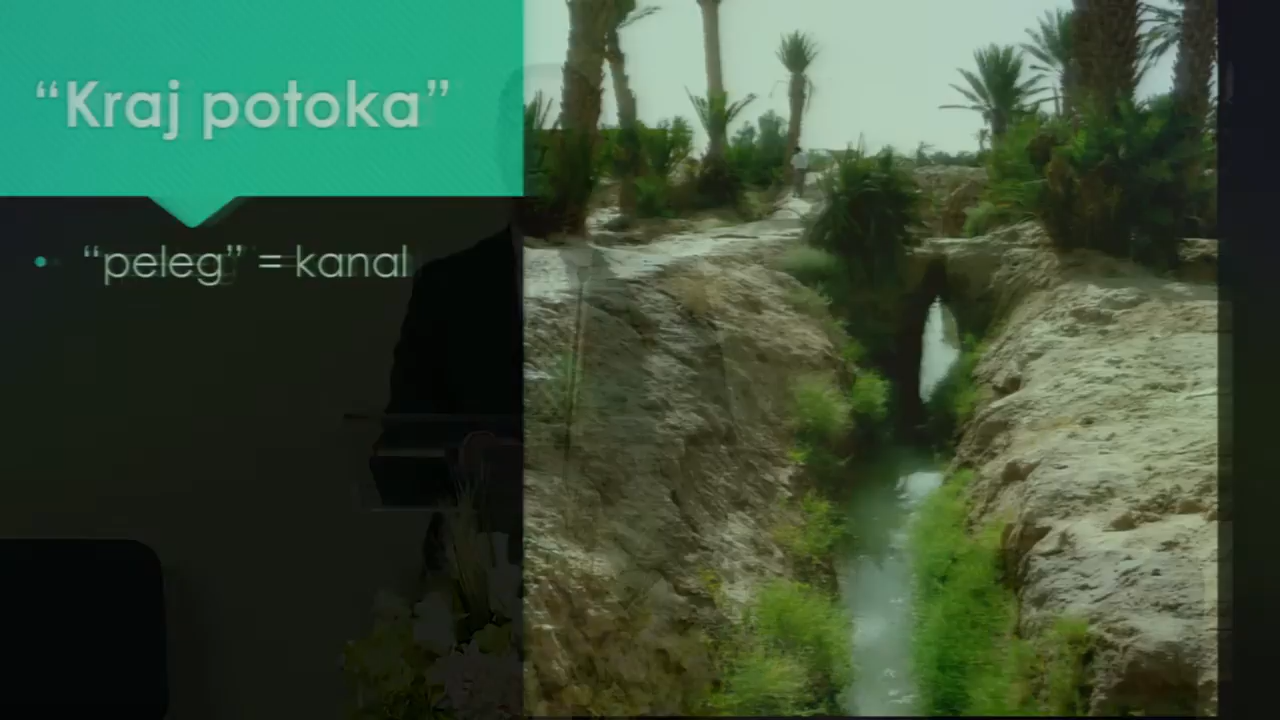 “Kraj potoka”
• “peleg” = kanal